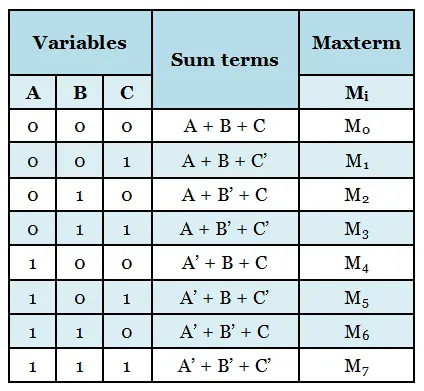 Variables Sum terms Maxterm
A B C Mᵢ
0 0 0 A + B + C M₀
0 0 1 A + B + C’ M₁
0 1 0 A + B’ + C M₂
0 1 1 A + B’ + C’ M₃
1 0 0 A’ + B + C M₄
1 0 1 A’ + B + C’ M₅
1 1 0 A’ + B’ + C M₆
1 1 1 A’ + B’ + C’ M₇